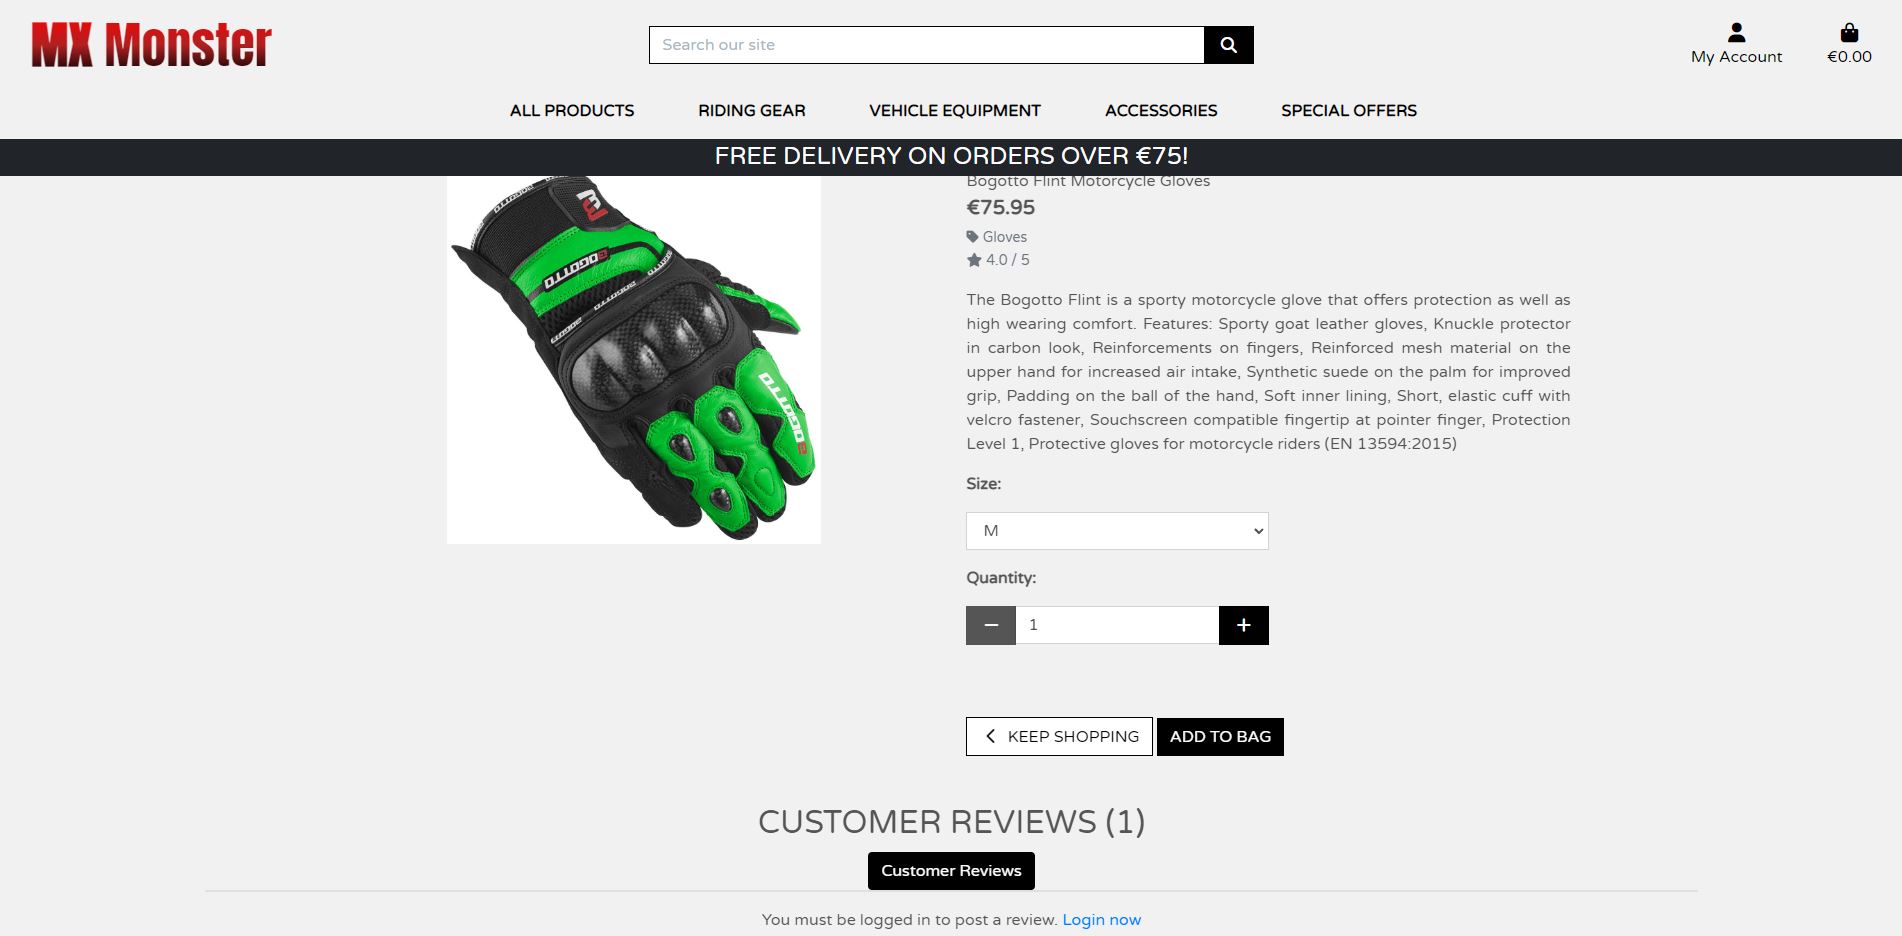 MX Monster
Search our site
My Account
€0.00
ALL PRODUCTS
RIDING GEAR
VEHICLE EQUIPMENT
ACCESSORIES
SPECIAL OFFERS
FREE DELIVERY ON ORDERS OVER €75!
BOGOTTO
BOGOTTO
BOGOTTO
BOGOTTO
BOGOTTO
BOGOTTO
Bogotto Flint Motorcycle Gloves
€75.95
Gloves
4.0 / 5
The Bogotto Flint is a sporty motorcycle glove that offers protection as well as
high wearing comfort. Features: Sporty goat leather gloves, Knuckle protector
in carbon look, Reinforcements on fingers, Reinforced mesh material on the
upper hand for increased air intake, Synthetic suede on the palm for improved
grip, Padding on the ball of the hand, Soft inner lining, Short, elastic cuff with
velcro fastener, Souchscreen compatible fingertip at pointer finger, Protection
Level 1, Protective gloves for motorcycle riders (EN 13594:2015)
Size:
M
Quantity:
1
KEEP SHOPPING
ADD TO BAG
CUSTOMER REVIEWS (1)
Customer Reviews
You must be logged in to post a review. Login now